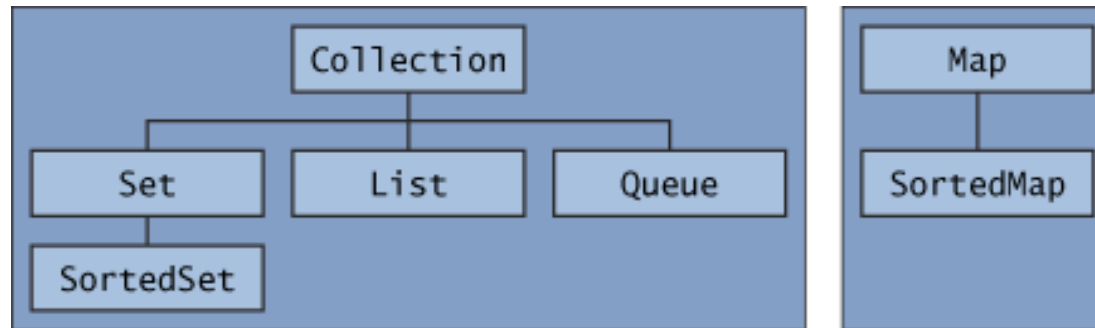 Collection
Map
Set
List
Queue
SortedMap
SortedSet